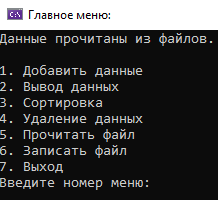 Главное меню:
Данные прочитаны из файлов.
1. Добавить данные
2. Вывод данных
3. Сортировка
4. Удаление данных
5. Прочитать файл
6. Записать файл
7. Выход
Введите номер меню: